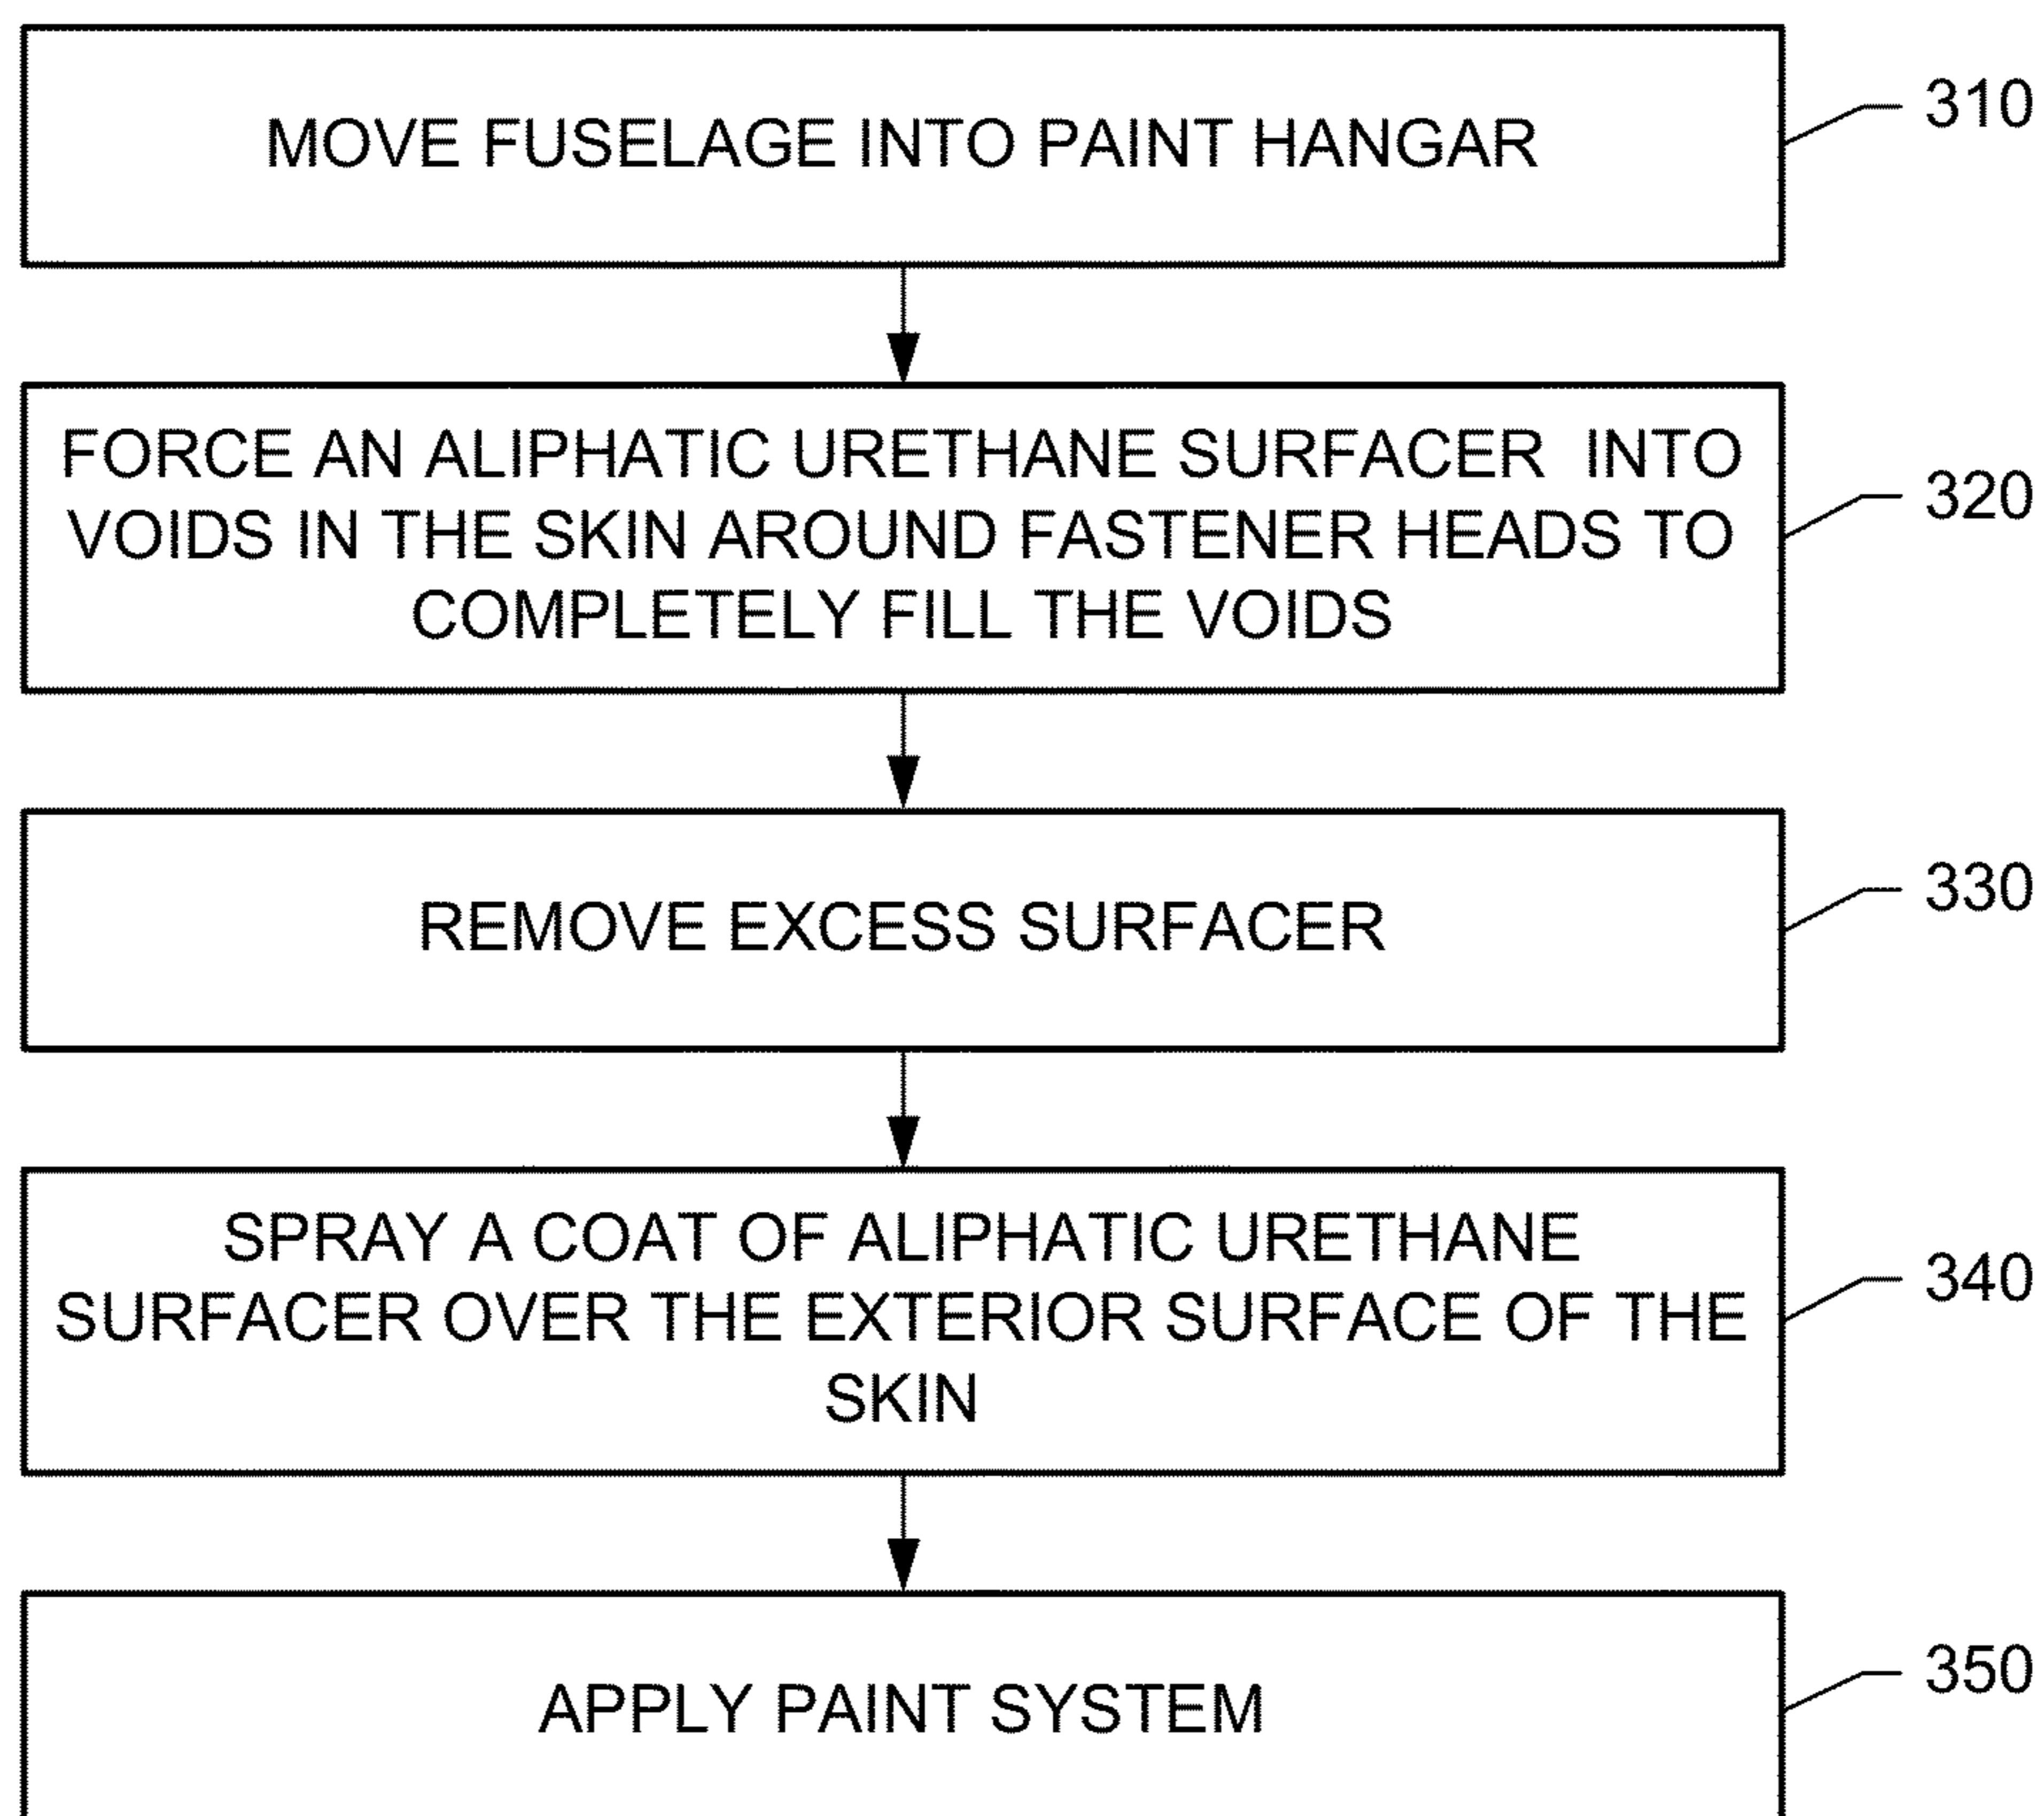 MOVE FUSELAGE INTO PAINT HANGAR
310
FORCE AN ALIPHATIC URETHANE SURFACER INTO
VOIDS IN THE SKIN AROUND FASTENER HEADS TO
COMPLETELY FILL THE VOIDS
320
REMOVE EXCESS SURFACER
330
SPRAY A COAT OF ALIPHATIC URETHANE
SURFACER OVER THE EXTERIOR SURFACE OF THE
SKIN
340
APPLY PAINT SYSTEM
350